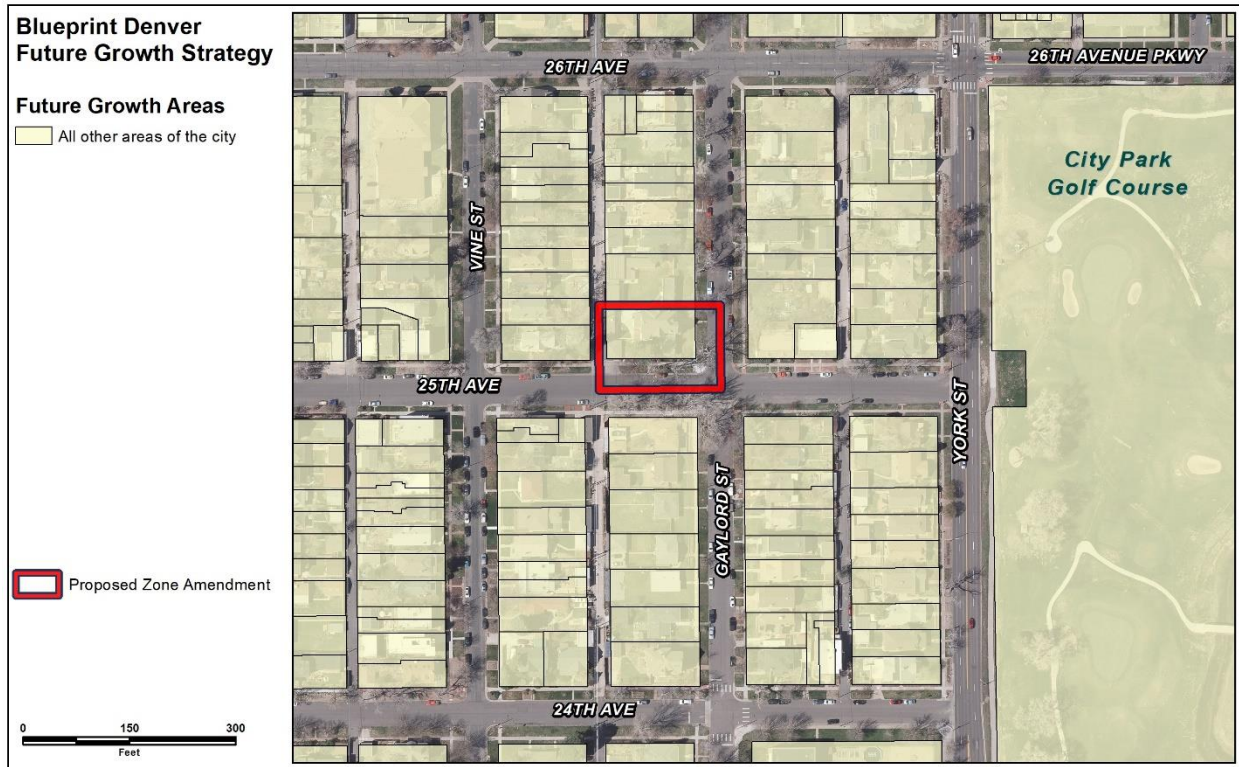 Blueprint Denver
Future Growth Strategy
Future Growth Areas
All other areas of the city
Proposed Zone Amendment
0 150 300
Feet
26TH AVE
26TH AVENUE PKWY
City Park
Golf Course
VINE ST
25TH AVE
YORK ST
GAYLORD ST
24TH AVE